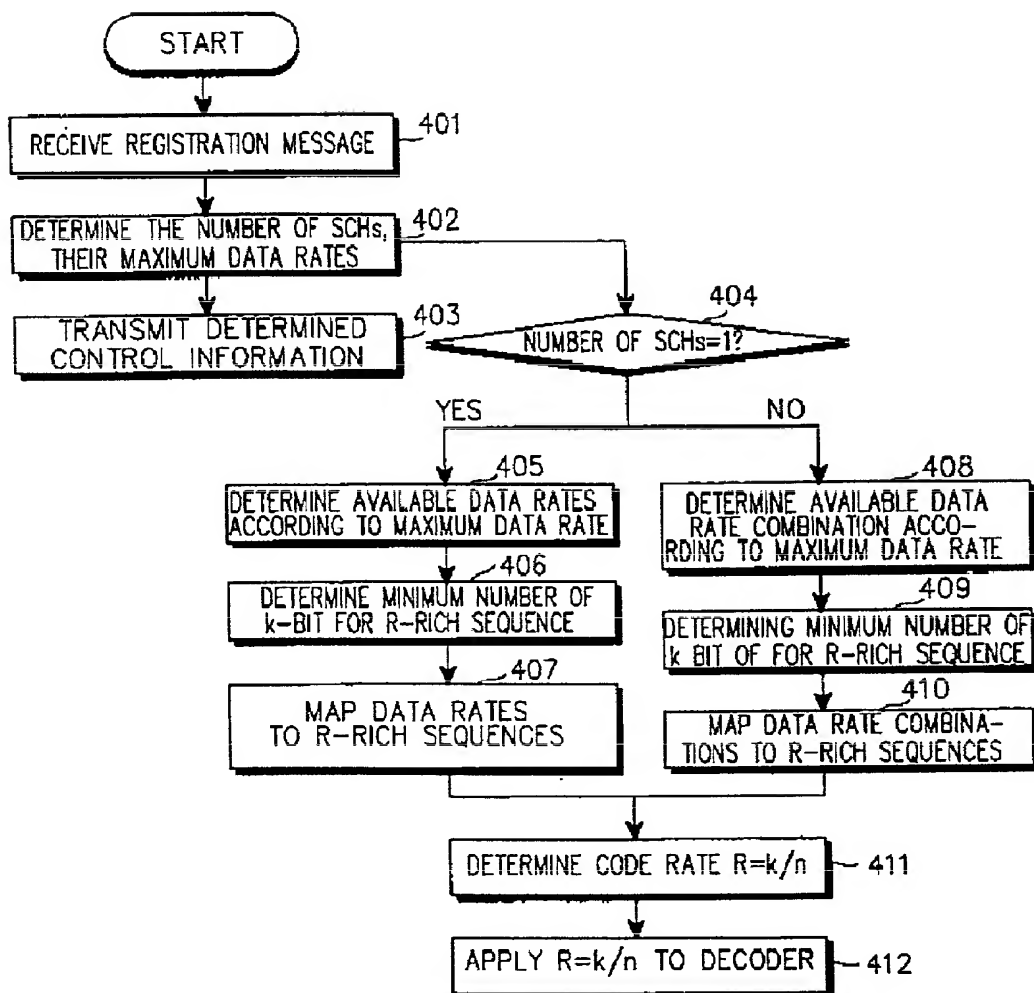 START
RECEIVE REGISTRATION MESSAGE
401
DETERMINE THE NUMBER OF SCHs,
THEIR MAXIMUM DATA RATES
402
TRANSMIT DETERMINED
CONTROL INFORMATION
403
404
NUMBER OF SCHs=1?
YES
NO
405
DETERMINE AVAILABLE DATA RATES
ACCORDING TO MAXIMUM DATA RATE
406
DETERMINE MINIMUM NUMBER OF
k-BIT FOR R-RICH SEQUENCE
407
MAP DATA RATES
TO R-RICH SEQUENCES
408
DETERMINE AVAILABLE DATA
RATE COMBINATION ACCO-
RDING TO MAXIMUM DATA RATE
409
DETERMINING MINIMUM NUMBER OF
k BIT OF FOR R-RICH SEQUENCE
410
MAP DATA RATE COMBINA-
TIONS TO R-RICH SEQUENCES
DETERMINE CODE RATE R=k/n
411
APPLY R=k/n TO DECODER
412